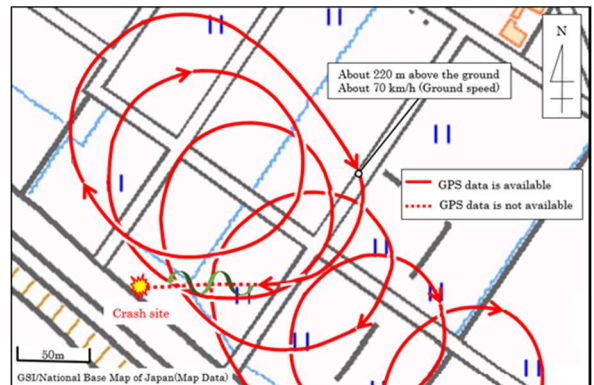 N
About 220 m above the ground
About 70 km/h (Ground speed)
GPS data is available
GPS data is not available
Crash site
50m
GSI/National Base Map of Japan(Map Data)